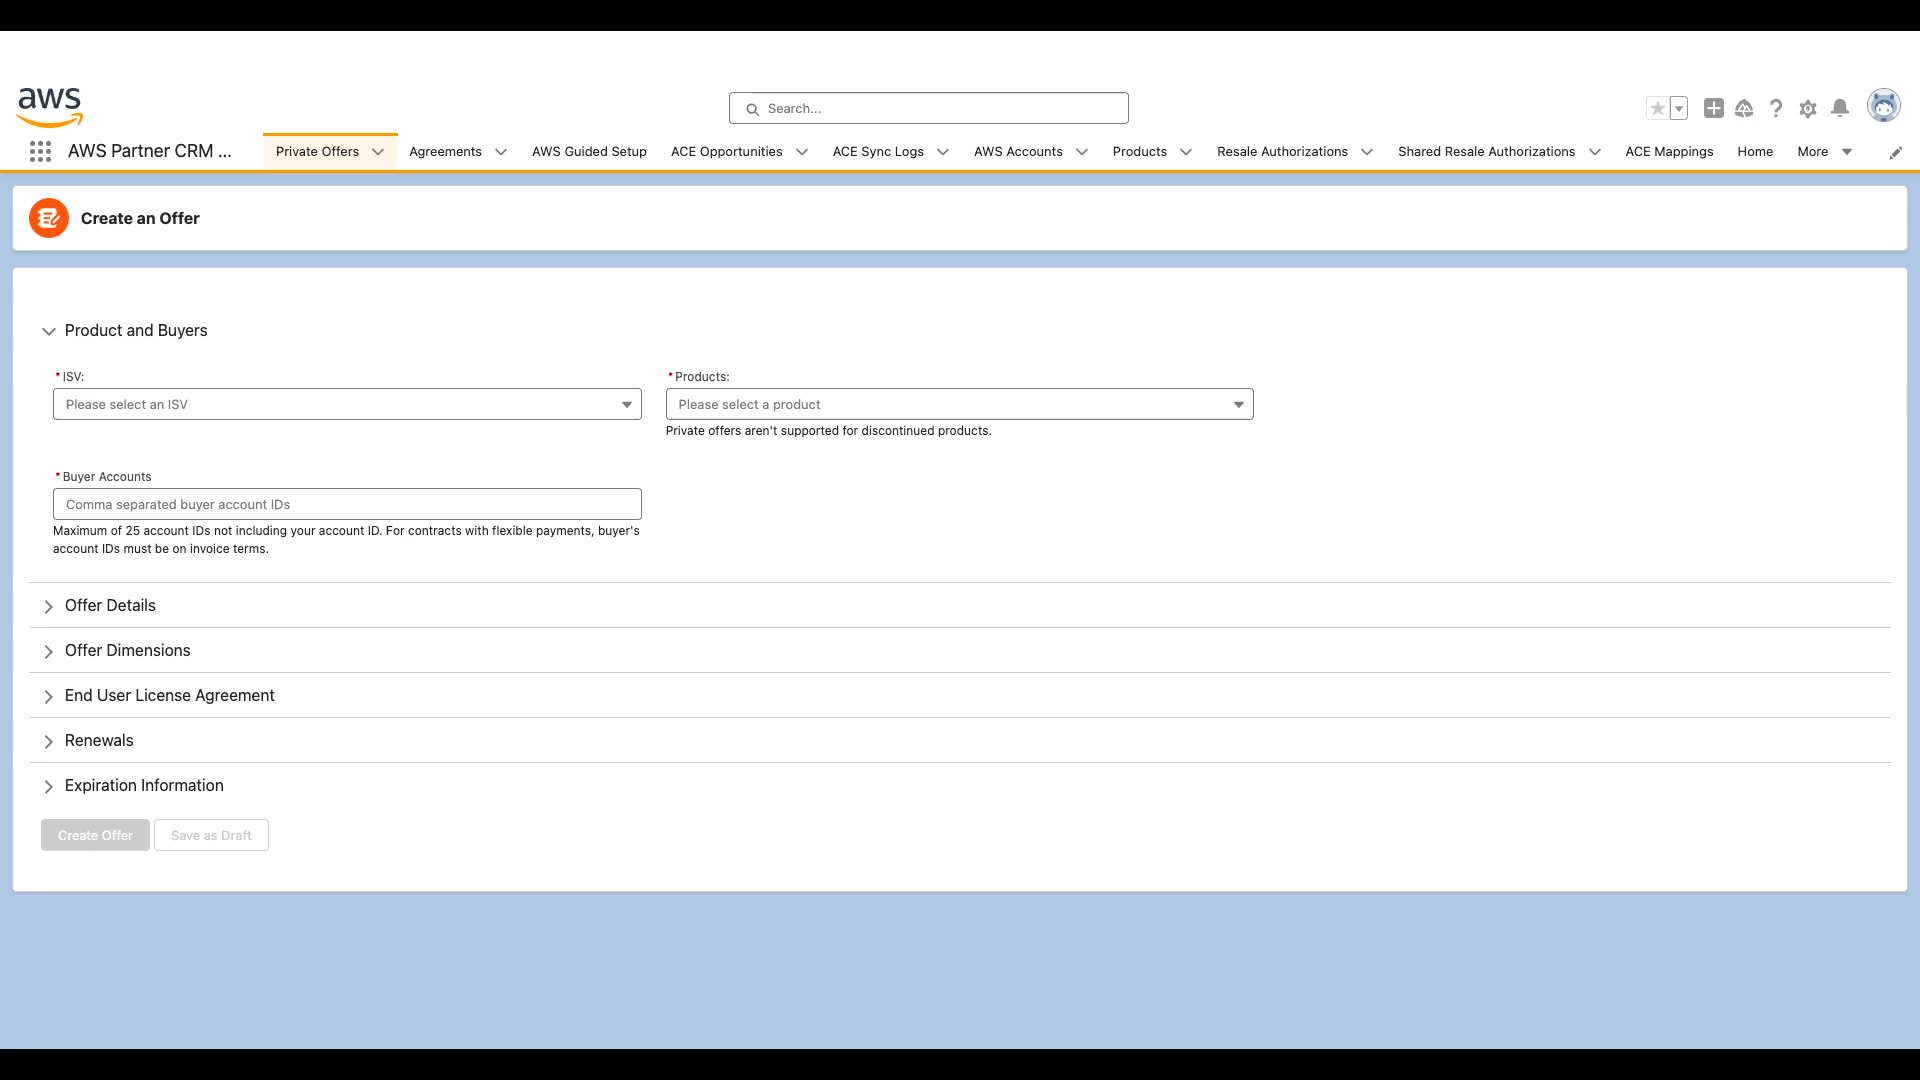 aws
Search...
AWS Partner CRM ...
Private Offers
Agreements
AWS Guided Setup
ACE Opportunities
ACE Sync Logs
AWS Accounts
Products
Resale Authorizations
Shared Resale Authorizations
ACE Mappings
Home
More
Create an Offer
Product and Buyers
*ISV:
Please select an ISV
*Products:
Please select a product
Private offers aren't supported for discontinued products.
*Buyer Accounts
Comma separated buyer account IDs
Maximum of 25 account IDs not including your account ID. For contracts with flexible payments, buyer's
account IDs must be on invoice terms.
Offer Details
Offer Dimensions
End User License Agreement
Renewals
Expiration Information
Create Offer
Save as Draft